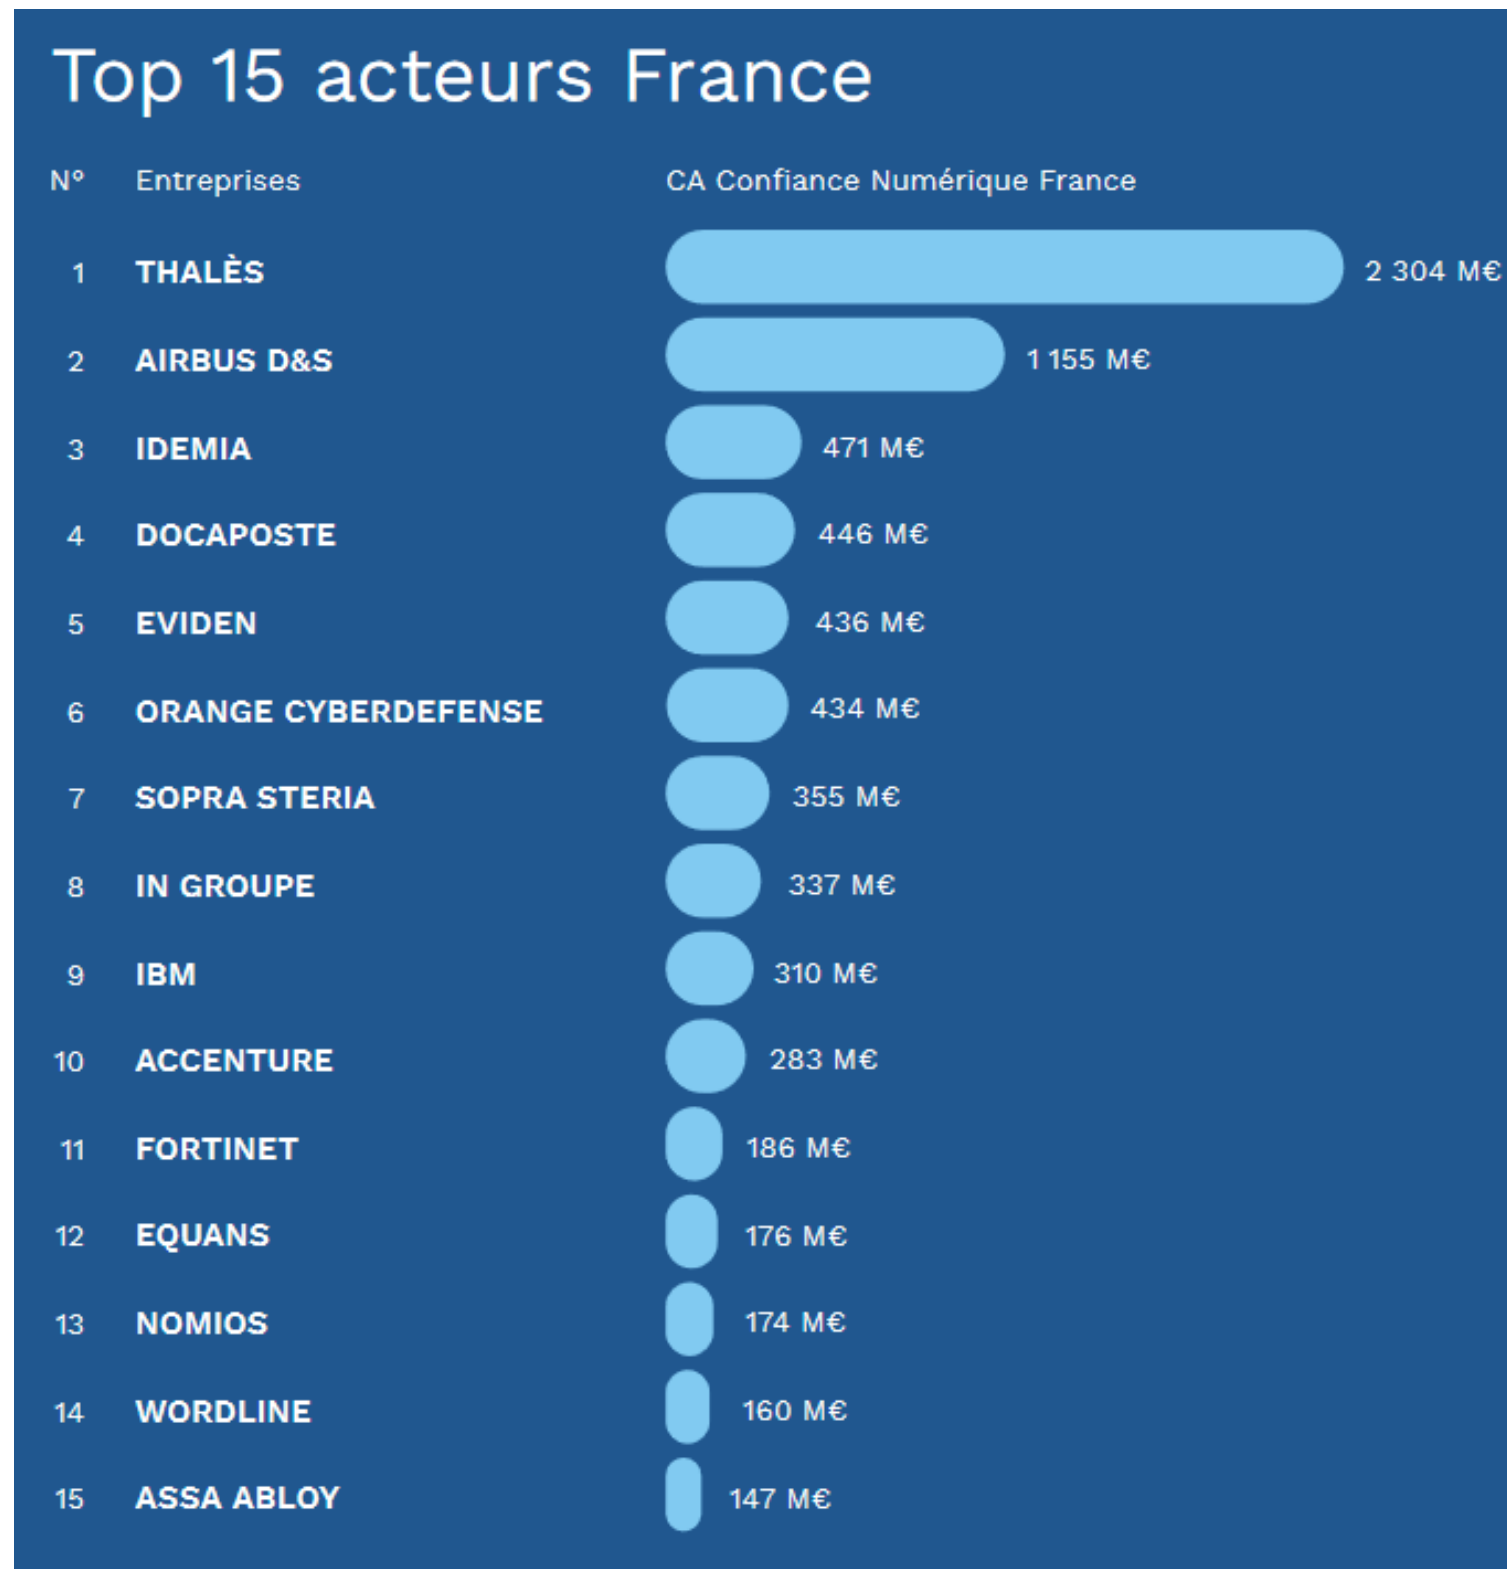 Top 15 acteurs France
N° Entreprises CA Confiance Numérique France
1 THALÈS 2 304 M€
2 AIRBUS D&S 1 155 M€
3 IDEMIA 471 M€
4 DOCAPOSTE 446 M€
5 EVIDEN 436 M€
6 ORANGE CYBERDEFENSE 434 M€
7 SOPRA STERIA 355 M€
8 IN GROUPE 337 M€
9 IBM 310 M€
10 ACCENTURE 283 M€
11 FORTINET 186 M€
12 EQUANS 176 M€
13 NOMIOS 174 M€
14 WORDLINE 160 M€
15 ASSA ABLOY 147 M€